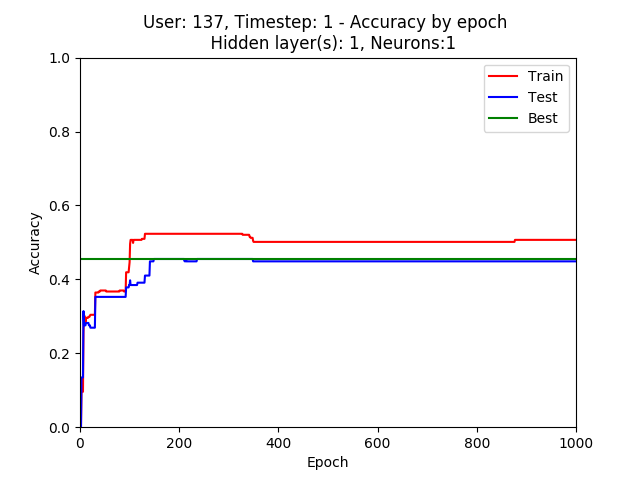 User: 137, Timestep: 1 - Accuracy by epoch
Hidden layer(s): 1, Neurons:1
1.0
0.8
0.6
0.4
0.2
0.0
Accuracy
Train
Test
Best
0 200 400 600 800 1000
Epoch